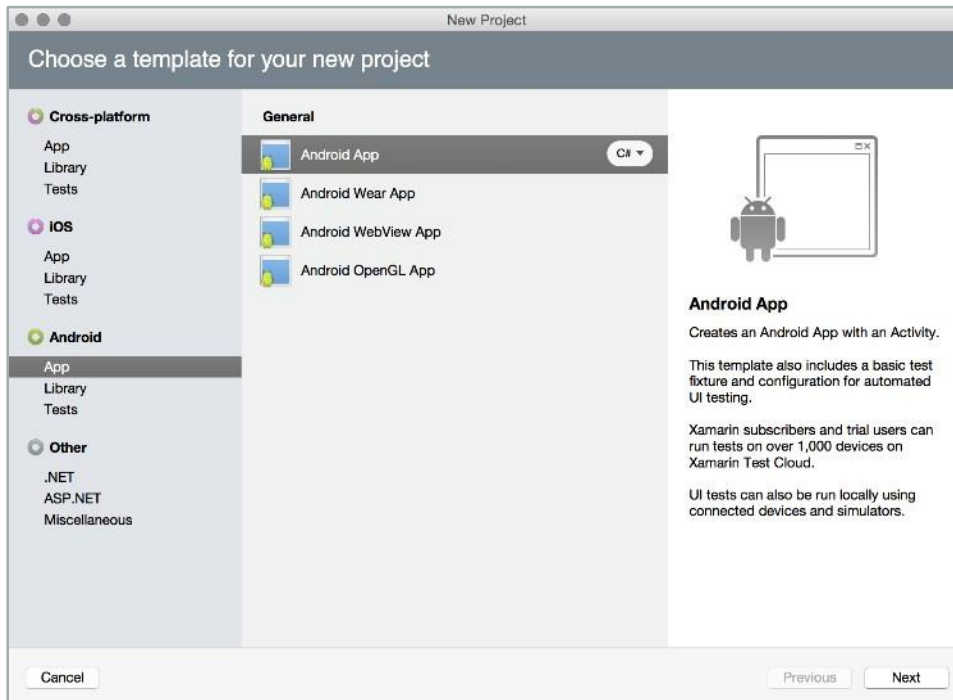 New Project
Choose a template for your new project
Cross-platform
App
Library
Tests
iOS
App
Library
Tests
Android
App
Library
Tests
Other
.NET
ASP.NET
Miscellaneous
General
Android App
C#
Android Wear App
Android WebView App
Android OpenGL App
Android App
Creates an Android App with an Activity.
This template also includes a basic test
fixture and configuration for automated
UI testing.
Xamarin subscribers and trial users can
run tests on over 1,000 devices on
Xamarin Test Cloud.
UI tests can also be run locally using
connected devices and simulators.
Cancel
Previous
Next